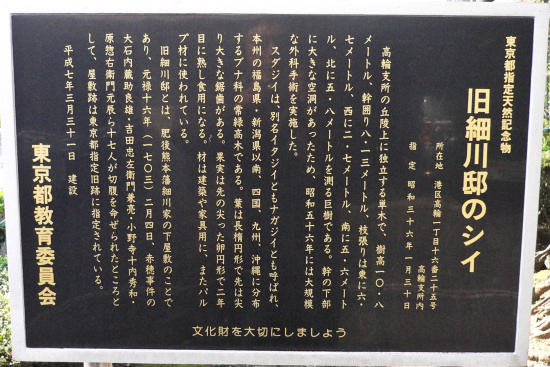 東京都指定天然記念物
旧細川邸のシイ
所在地 港区高輪一丁目十六番二十五号
高輪支所内
指定 昭和三十六年一月三十日
高輪支所の丘陵上に独立する単木で、樹高一〇・八
メートル、幹囲り八・一三メートル、枝張りは東に六・
七メートル、西に二・七メートル、南に五・六メート
ル、北に五・八メートルを測る巨樹である。幹の下部
に大きな空洞があったため、昭和五十六年には大規模
な外科手術を実施した。
スダジイは、別名イタジイともナガジイとも呼ばれ、
本州の福島県・新潟県以南、四国、九州、沖縄に分布
するブナ科の常緑高木である。葉は長楕円形で先は尖
り大きな鋸歯がある。果実は先の尖った卵円形で二年
目に熟し食用になる。材は建築や家具用に、またパル
プ材に使われている。
旧細川邸とは、肥後熊本藩細川家の下屋敷のことで
あり、元禄十六年(一七〇三)二月四日、赤穂事件の
大石内蔵助良雄・吉田忠左衛門兼亮・小野寺十内秀和・
原惣右衛門元辰ら十七人が切腹を命ぜられたところと
して、屋敷跡は東京都指定旧跡に指定されている。
平成七年三月三十一日 建設
東京都教育委員会
文化財を大切にしましょう